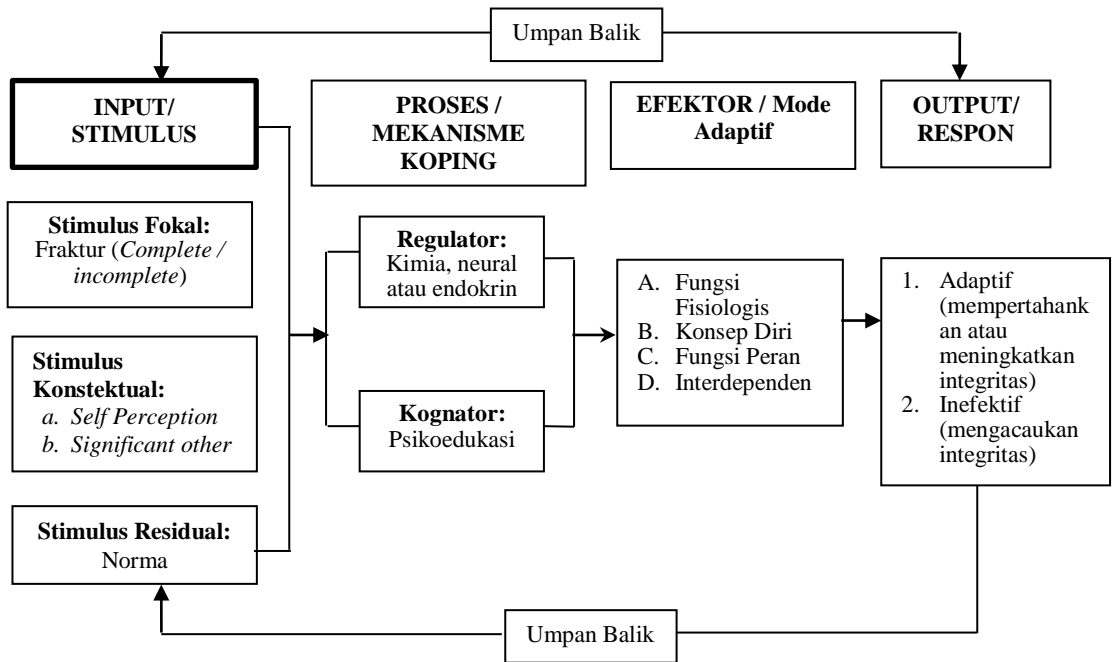 Umpan Balik
INPUT/
STIMULUS
PROSES /
MEKANISME
KOPING
EFEKTOR / Mode
Adaptif
OUTPUT/
RESPON
Stimulus Fokal:
Fraktur (Complete /
incomplete)
Stimulus
Konstektual:
a. Self Perception
b. Significant other
Stimulus Residual:
Norma
Regulator:
Kimia, neural
atau endokrin
Kognator:
Psikoedukasi
A. Fungsi
Fisiologis
B. Konsep Diri
C. Fungsi Peran
D. Interdependen
1. Adaptif
(mempertahank
an atau
meningkatkan
integritas)
2. Inefektif
(mengacaukan
integritas)
Umpan Balik